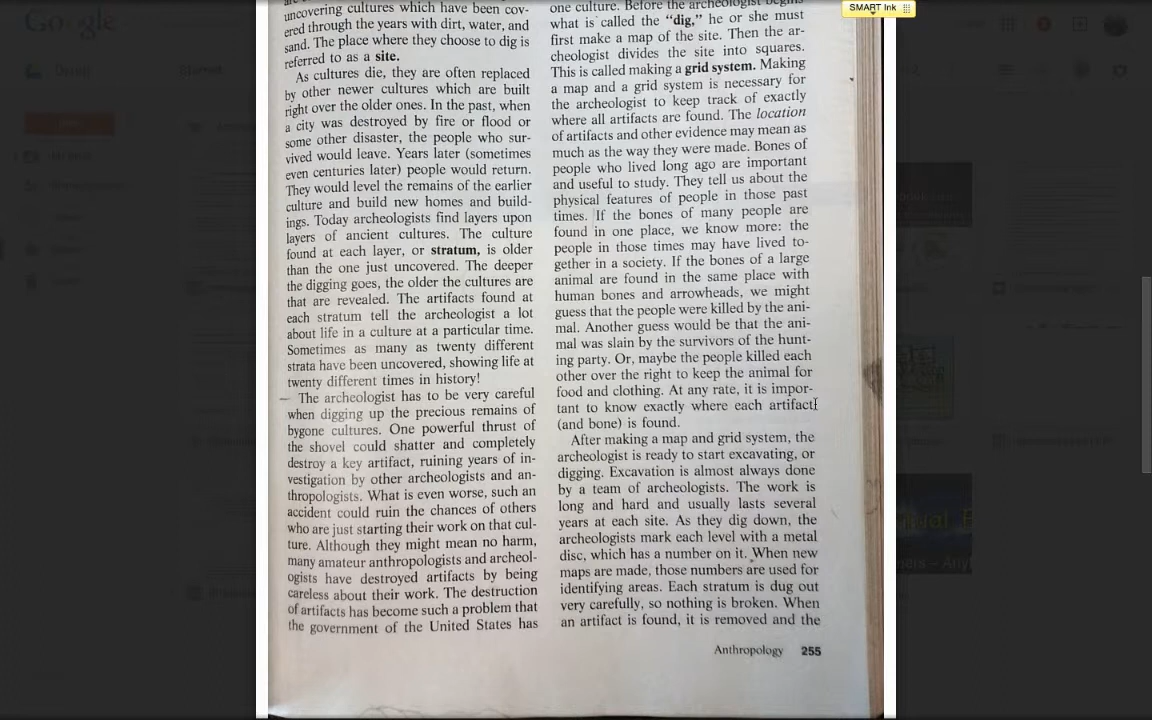 uncovering cultures which have been cov-
ered through the years with dirt, water, and
sand. The place where they choose to dig is
referred to as a site.
As cultures die, they are often replaced
by other newer cultures which are built
right over the older ones. In the past, when
a city was destroyed by fire or flood or
some other disaster, the people who sur-
vived would leave. Years later (sometimes
even centuries later) people would return.
They would level the remains of the earlier
culture and build new homes and build-
ings. Today archeologists find layers upon
layers of ancient cultures. The culture
found at each layer, or stratum, is older
than the one just uncovered. The deeper
the digging goes, the older the cultures are
that are revealed. The artifacts found at
each stratum tell the archeologist a lot
about life in a culture at a particular time.
Sometimes as many as twenty different
strata have been uncovered, showing life at
twenty different times in history!
The archeologist has to be very careful
when digging up the precious remains of
bygone cultures. One powerful thrust of
the shovel could shatter and completely
destroy a key artifact, ruining years of in-
vestigation by other archeologists and an-
thropologists. What is even worse, such an
accident could ruin the chances of others
who are just starting their work on that cul-
ture. Although they might mean no harm,
many amateur anthropologists and archeol-
ogists have destroyed artifacts by being
careless about their work. The destruction
of artifacts has become such a problem that
the government of the United States has
one culture. Before the archeologist begins
what is called the "dig," he or she must
first make a map of the site. Then the ar-
cheologist divides the site into squares.
This is called making a grid system. Making
a map and a grid system is necessary for
the archeologist to keep track of exactly
where all artifacts are found. The location
of artifacts and other evidence may mean as
much as the way they were made. Bones of
people who lived long ago are important
and useful to study. They tell us about the
physical features of people in those past
times. If the bones of many people are
found in one place, we know more: the
people in those times may have lived to-
gether in a society. If the bones of a large
animal are found in the same place with
human bones and arrowheads, we might
guess that the people were killed by the ani-
mal. Another guess would be that the ani-
mal was slain by the survivors of the hunt-
ing party. Or, maybe the people killed each
other over the right to keep the animal for
food and clothing. At any rate, it is impor-
tant to know exactly where each artifact
(and bone) is found.
After making a map and grid system, the
archeologist is ready to start excavating, or
digging. Excavation is almost always done
by a team of archeologists. The work is
long and hard and usually lasts several
years at each site. As they dig down, the
archeologists mark each level with a metal
disc, which has a number on it. When new
maps are made, those numbers are used for
identifying areas. Each stratum is dug out
very carefully, so nothing is broken. When
an artifact is found, it is removed and the
Anthropology 255
SMART Ink
Google